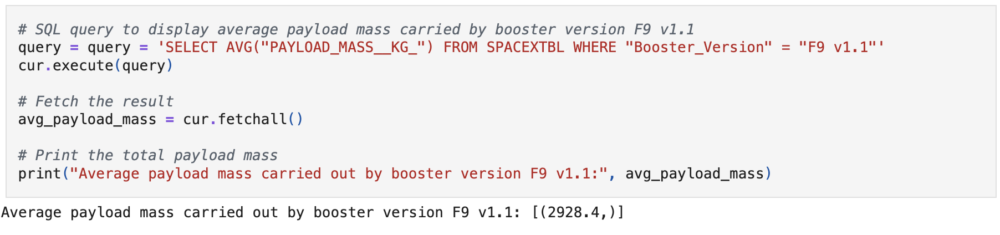 # SQL query to display average payload mass carried by booster version F9 v1.1
query = query = 'SELECT AVG("PAYLOAD_MASS__KG_") FROM SPACEXTBL WHERE "Booster_Version" = "F9 v1.1"'
cur.execute(query)
# Fetch the result
avg_payload_mass = cur.fetchall()
# Print the total payload mass
print("Average payload mass carried out by booster version F9 v1.1:", avg_payload_mass)
Average payload mass carried out by booster version F9 v1.1: [(2928.4,)]